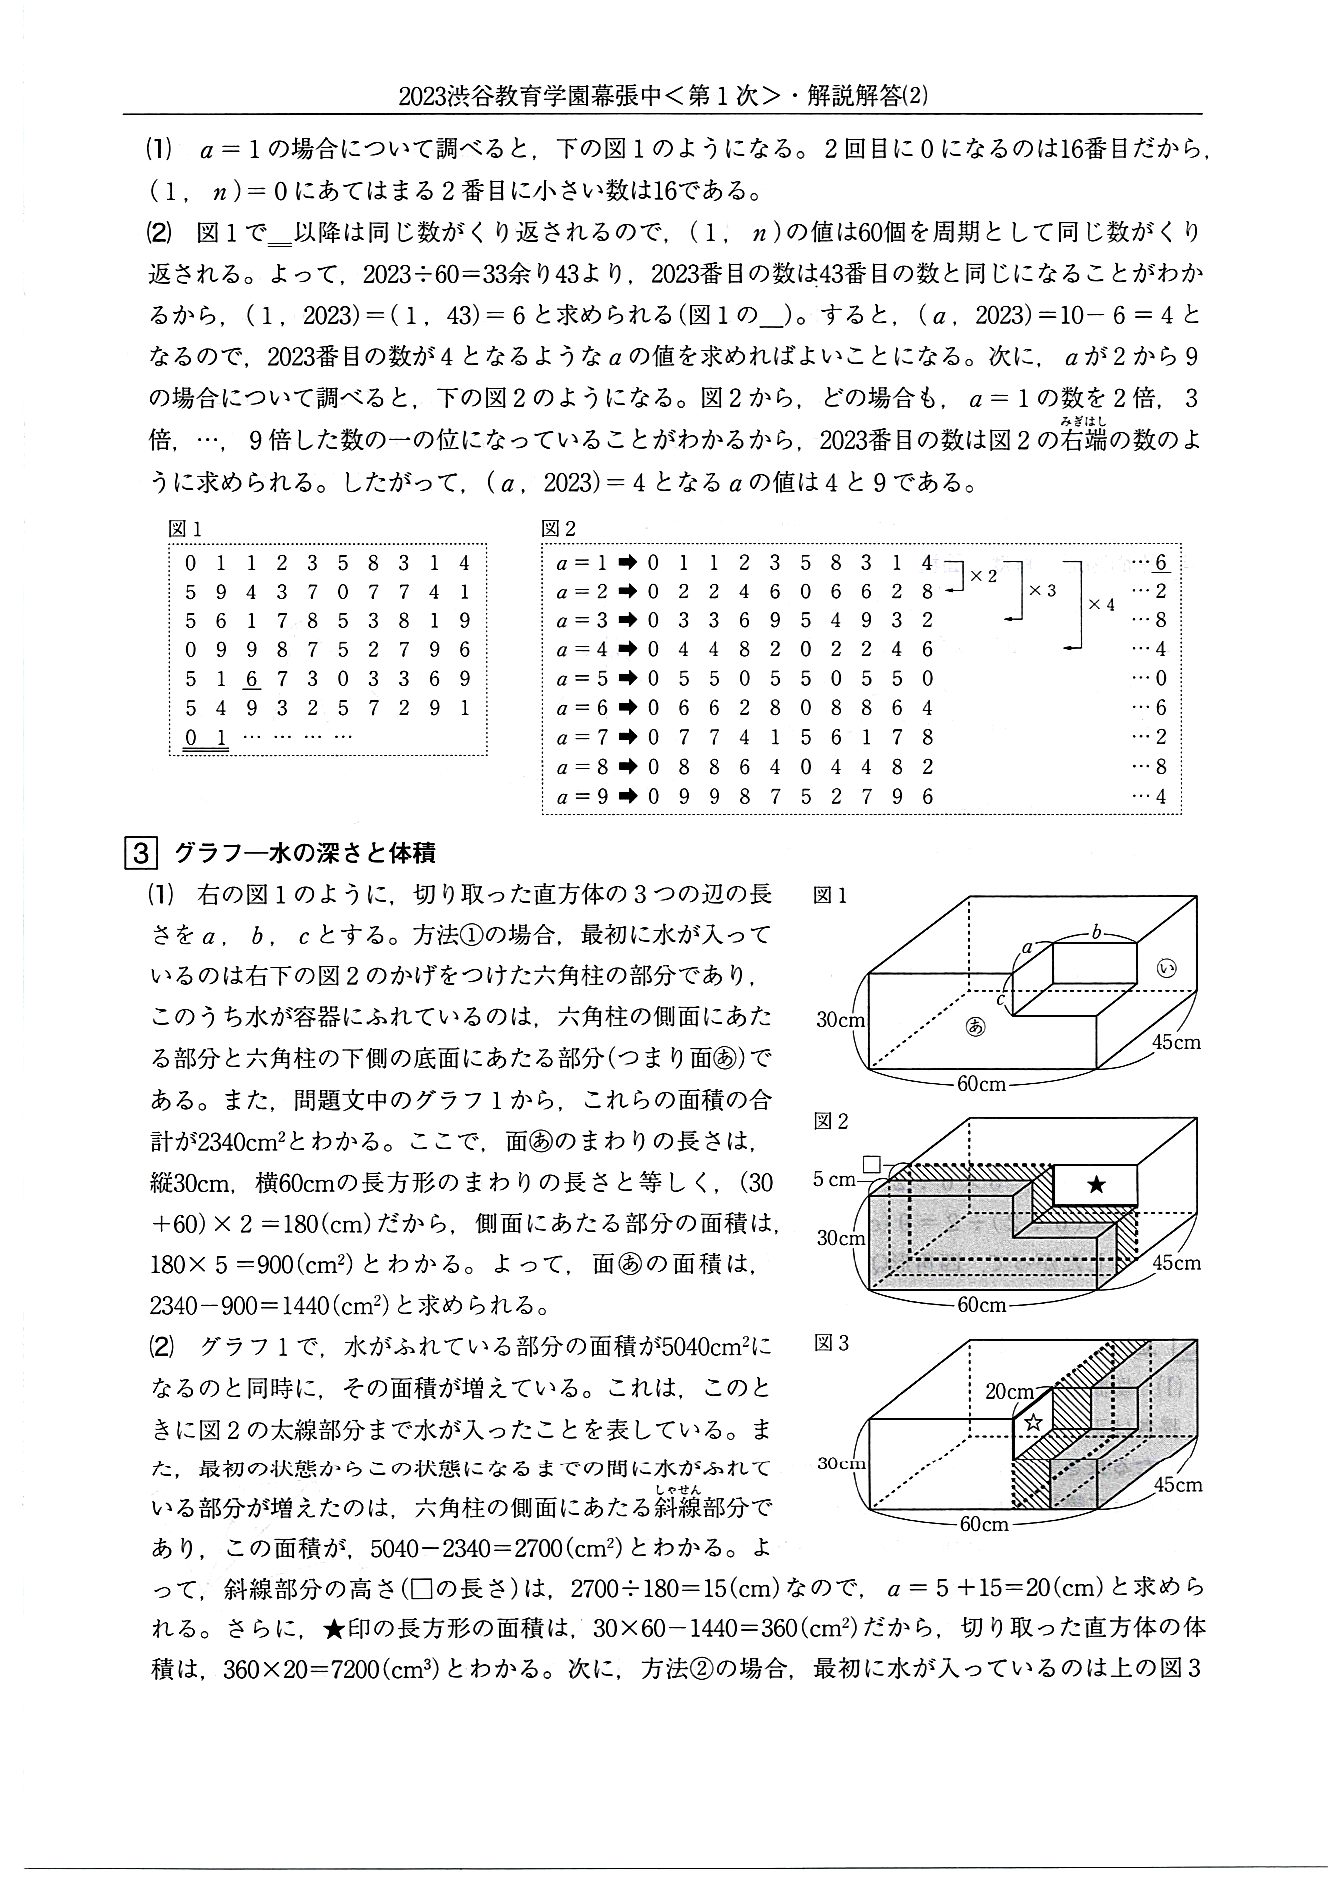 2023渋谷教育学園幕張中＜第１次＞・解説解答(2)
(1)　a＝１の場合について調べると，下の図１のようになる。２回目に０になるのは16番目だから，
(１，n)＝０にあてはまる２番目に小さい数は16である。
(2)　図１で＿以降は同じ数がくり返されるので，(１，n)の値は60個を周期として同じ数がくり
返される。よって，2023÷60＝33余り43より，2023番目の数は43番目の数と同じになることがわか
るから，(１，2023)＝(１，43)＝６と求められる(図１の＿)。すると，(a，2023)＝10－６＝４と
なるので，2023番目の数が４となるようなaの値を求めればよいことになる。次に，aが２から９
の場合について調べると，下の図２のようになる。図２から，どの場合も，a＝１の数を２倍，３
みぎはし
倍，…，９倍した数の一の位になっていることがわかるから，2023番目の数は図２の右端の数のよ
うに求められる。したがって，(a，2023)＝４となるaの値は４と９である。
図１
0 1 1 2 3 5 8 3 1 4
5 9 4 3 7 0 7 7 4 1
5 6 1 7 8 5 3 8 1 9
0 9 9 8 7 5 2 7 9 6
5 1 6 7 3 0 3 3 6 9
5 4 9 3 2 5 7 2 9 1
0 1 … … … …
図２
a＝1➡0 1 1 2 3 5 8 3 1 4 ×2 ×3 ×4 …6
a＝2➡0 2 2 4 6 0 6 6 2 8 …2
a＝3➡0 3 3 6 9 5 4 9 3 2 …8
a＝4➡0 4 4 8 2 0 2 2 4 6 …4
a＝5➡0 5 5 0 5 5 0 5 5 0 …0
a＝6➡0 6 6 2 8 0 8 8 6 4 …6
a＝7➡0 7 7 4 1 5 6 1 7 8 …2
a＝8➡0 8 8 6 4 0 4 4 8 2 …8
a＝9➡0 9 9 8 7 5 2 7 9 6 …4
3 グラフ―水の深さと体積
(1)　右の図１のように，切り取った直方体の３つの辺の長
さをa，b，cとする。方法①の場合，最初に水が入って
いるのは右下の図２のかげをつけた六角柱の部分であり，
このうち水が容器にふれているのは，六角柱の側面にあた
る部分と六角柱の下側の底面にあたる部分(つまり面㋐)で
ある。また，問題文中のグラフ１から，これらの面積の合
計が2340cm²とわかる。ここで，面㋐のまわりの長さは，
縦30cm，横60cmの長方形のまわりの長さと等しく，(30
＋60)×２＝180(cm)だから，側面にあたる部分の面積は，
180×５＝900(cm²)とわかる。よって，面㋐の面積は，
2340－900＝1440(cm²)と求められる。
(2)　グラフ１で，水がふれている部分の面積が5040cm²に
なるのと同時に，その面積が増えている。これは，このと
きに図２の太線部分まで水が入ったことを表している。ま
た，最初の状態からこの状態になるまでの間に水がふれて
しゃせん
いる部分が増えたのは，六角柱の側面にあたる斜線部分で
あり，この面積が，5040－2340＝2700(cm²)とわかる。よ
って，斜線部分の高さ(□の長さ)は，2700÷180＝15(cm)なので，a＝５＋15＝20(cm)と求めら
れる。さらに，★印の長方形の面積は，30×60－1440＝360(cm²)だから，切り取った直方体の体
積は，360×20＝7200(cm³)とわかる。次に，方法②の場合，最初に水が入っているのは上の図３
図１
a
b
c
㋑
㋐
30cm
45cm
60cm
図２
□
5cm
★
30cm
45cm
60cm
図３
20cm
☆
30cm
45cm
60cm